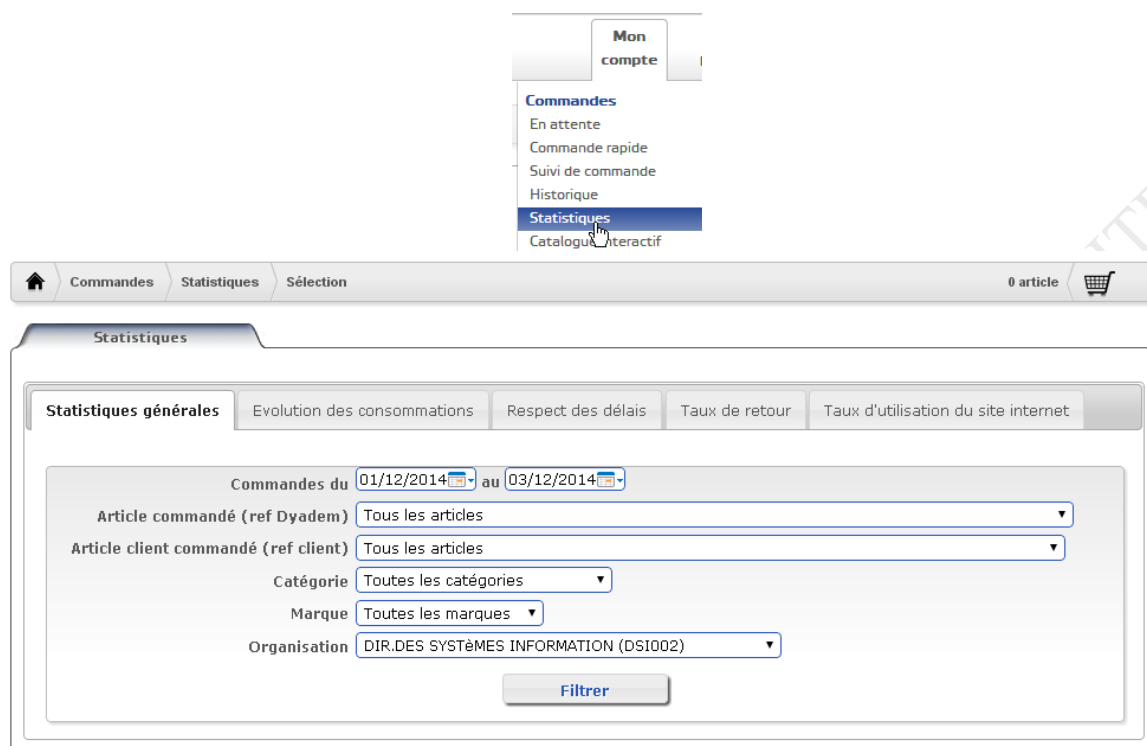 Mon
compte
Commandes
En attente
Commande rapide
Suivi de commande
Historique
Statistiques
Catalogue interactif
Commandes Statistiques Sélection 0 article
Statistiques
Statistiques générales Evolution des consommations Respect des délais Taux de retour Taux d'utilisation du site internet
Commandes du 01/12/2014 au 03/12/2014
Article commandé (ref Dyadem) Tous les articles
Article client commandé (ref client) Tous les articles
Catégorie Toutes les catégories
Marque Toutes les marques
Organisation DIR.DES SYSTèMES INFORMATION (DSI002)
Filtrer